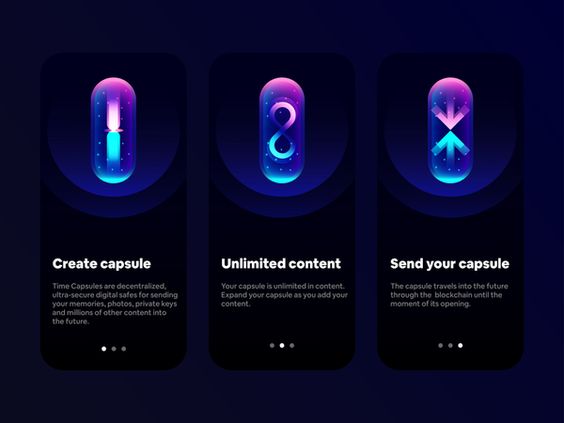 Create capsule
Time Capsules are decentralized,
ultra-secure digital safes for sending
your memories, photos, private keys
and millions of other content into
the future.
Unlimited content
Your capsule is unlimited in content.
Expand your capsule as you add your
content.
Send your capsule
The capsule travels into the future
through the blockchain until the
moment of its opening.